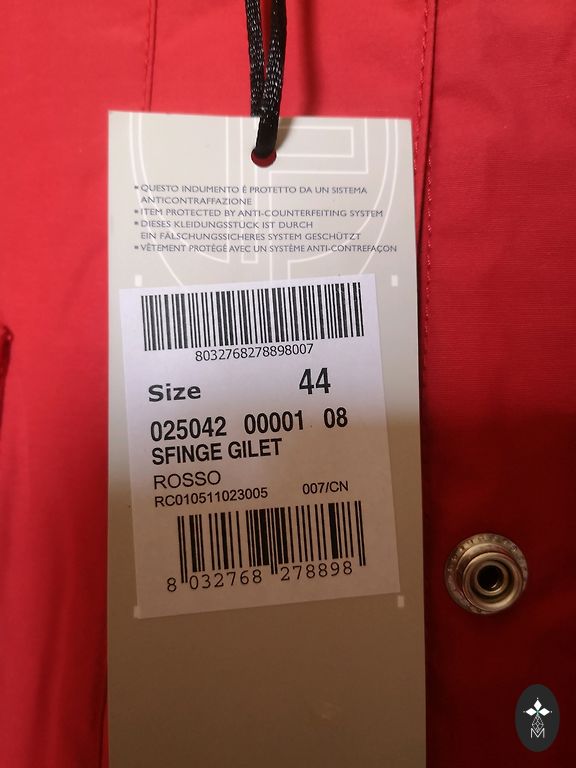 ▪ QUESTO INDUMENTO È PROTETTO DA UN SISTEMA
ANTICONTRAFFAZIONE
▪ ITEM PROTECTED BY ANTI-COUNTERFEITING SYSTEM
▪ DIESES KLEIDUNGSSTUCK IST DURCH
EIN FÄLSCHUNGSSICHERES SYSTEM GESCHÜTZT
▪ VÊTEMENT PROTÉGÉ AVEC UN SYSTÈME ANTI-CONTREFAÇON
8032768278898007
Size 44
025042 00001 08
SFINGE GILET
ROSSO
RC010511023005 007/CN
8 032768 278898
M